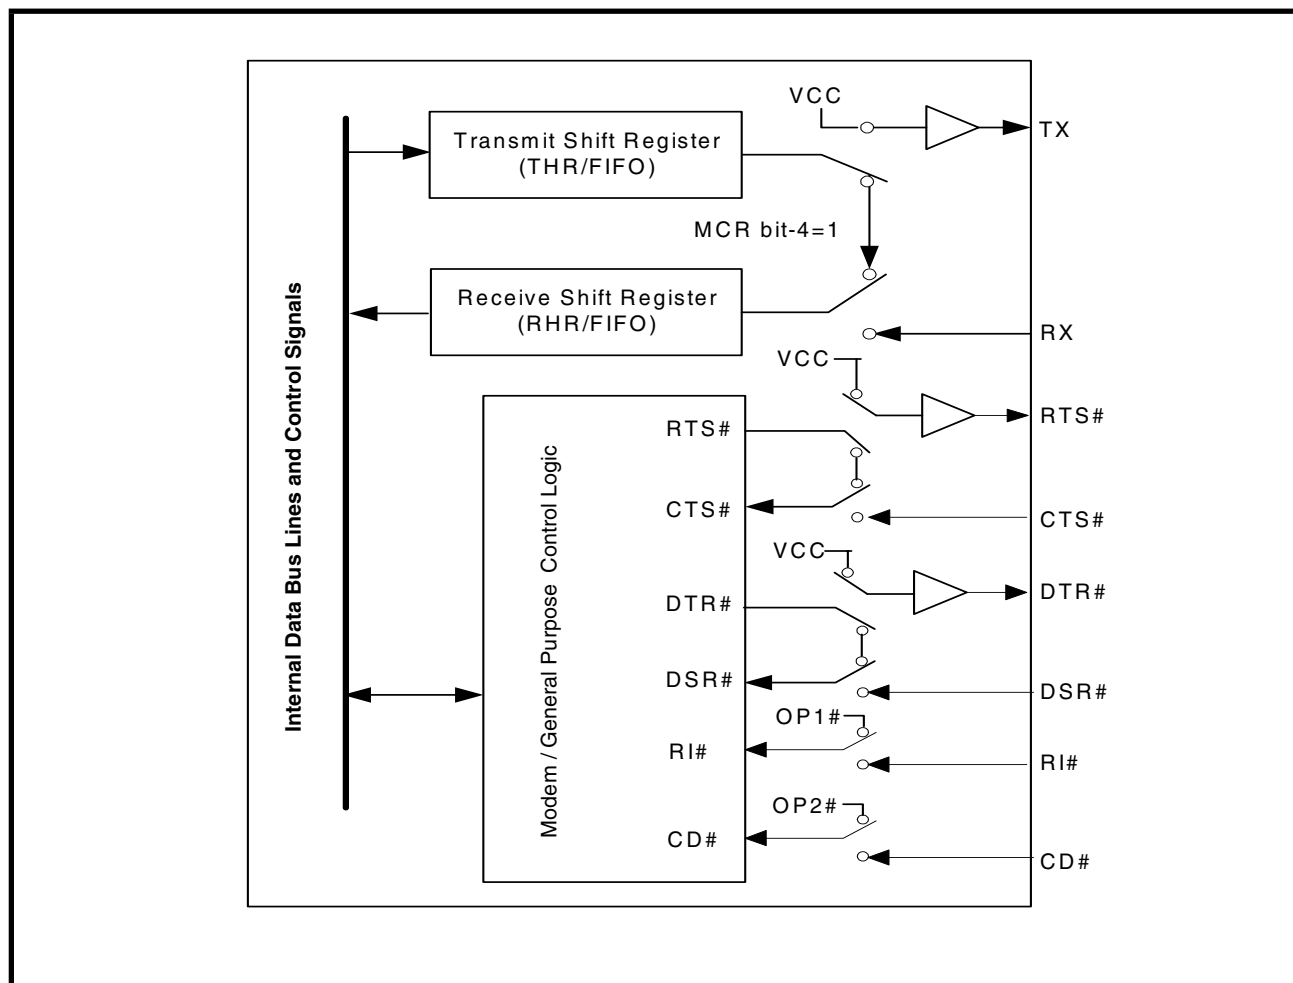 VCC
TX
Transmit Shift Register
(THR/FIFO)
MCR bit-4=1
Receive Shift Register
(RHR/FIFO)
RX
VCC
RTS#
RTS#
CTS#
CTS#
VCC
DTR#
DTR#
DSR#
DSR#
OP1#
RI#
RI#
OP2#
CD#
CD#
Internal Data Bus Lines and Control Signals
Modem / General Purpose Control Logic